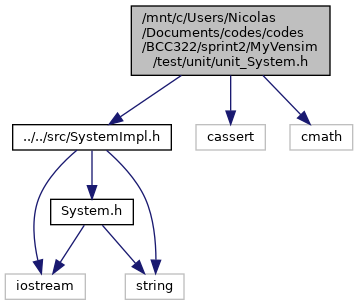 /mnt/c/Users/Nicolas
/Documents/codes/codes
/BCC322/sprint2/MyVensim
/test/unit/unit_System.h
../../src/SystemImpl.h
cassert
cmath
System.h
iostream
string